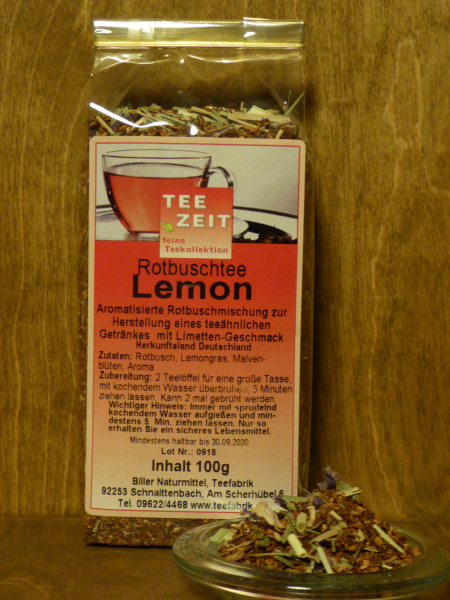 TEE
ZEIT
feine
Teekollektion
Rotbuschtee
Lemon
Aromatisierte Rotbuschmischung zur
Herstellung eines teeähnlichen
Getränkes mit Limetten-Geschmack
Herkunftsland Deutschland
Zutaten: Rotbusch, Lemongras, Malven-
blüten, Aroma
Zubereitung: 2 Teelöffel für eine große Tasse,
mit kochendem Wasser überbrühen, 5 Minuten
ziehen lassen. Kann 2 mal gebrüht werden.
Wichtiger Hinweis: Immer mit sprudelnd
kochendem Wasser aufgießen und min-
destens 5 Min. ziehen lassen. Nur so
erhalten Sie ein sicheres Lebensmittel.
Mindestens haltbar bis 30.09.2020
Lot Nr.: 0918
Inhalt 100g
Biller Naturmittel, Teefabrik
92253 Schnaittenbach, Am Scherhübel 6
Tel. 09622/4468 www.teefabrik